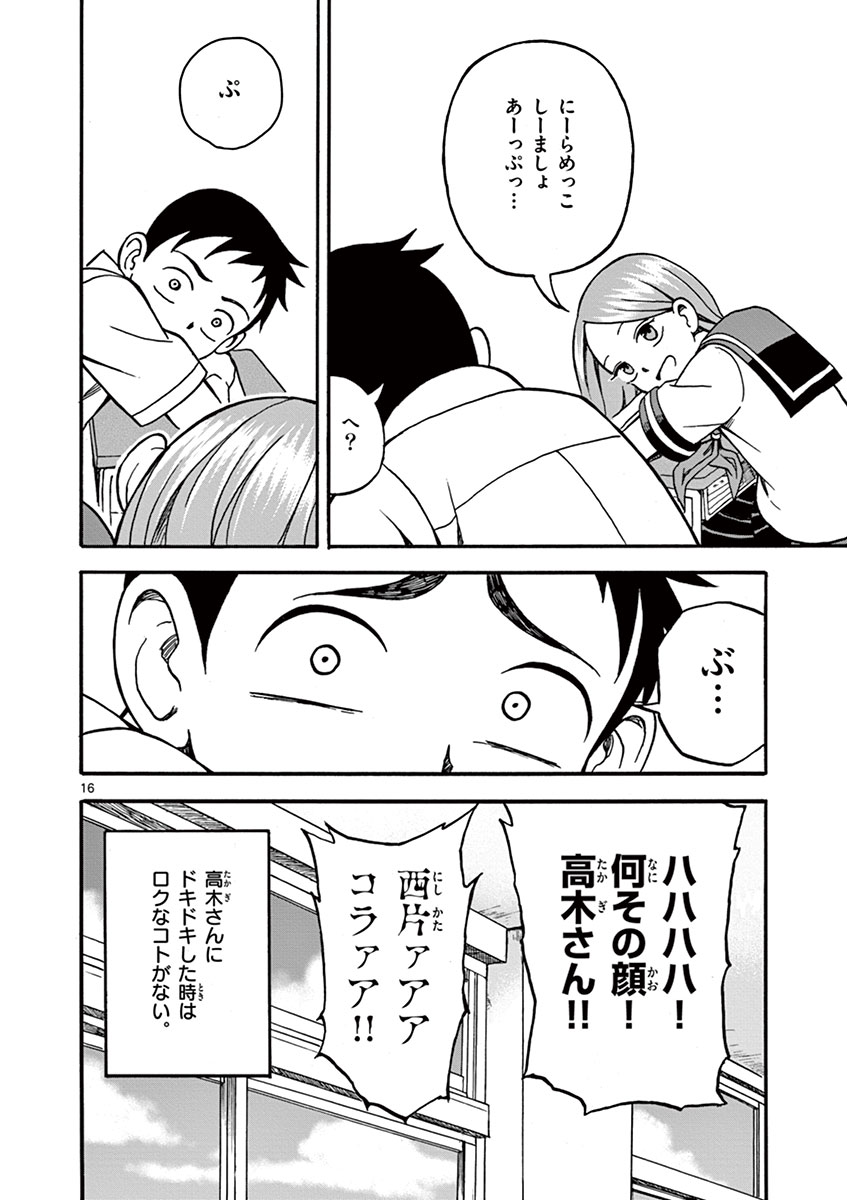 にーらめっこ
しーましょ
あーっぷっ…
へ？
ぷ
ぶ…
ハハハハ！
何その顔！
高木さん!!
西片ァアア
コラァア!!
高木さんに
ドキドキした時は
ロクなコトがない。
16